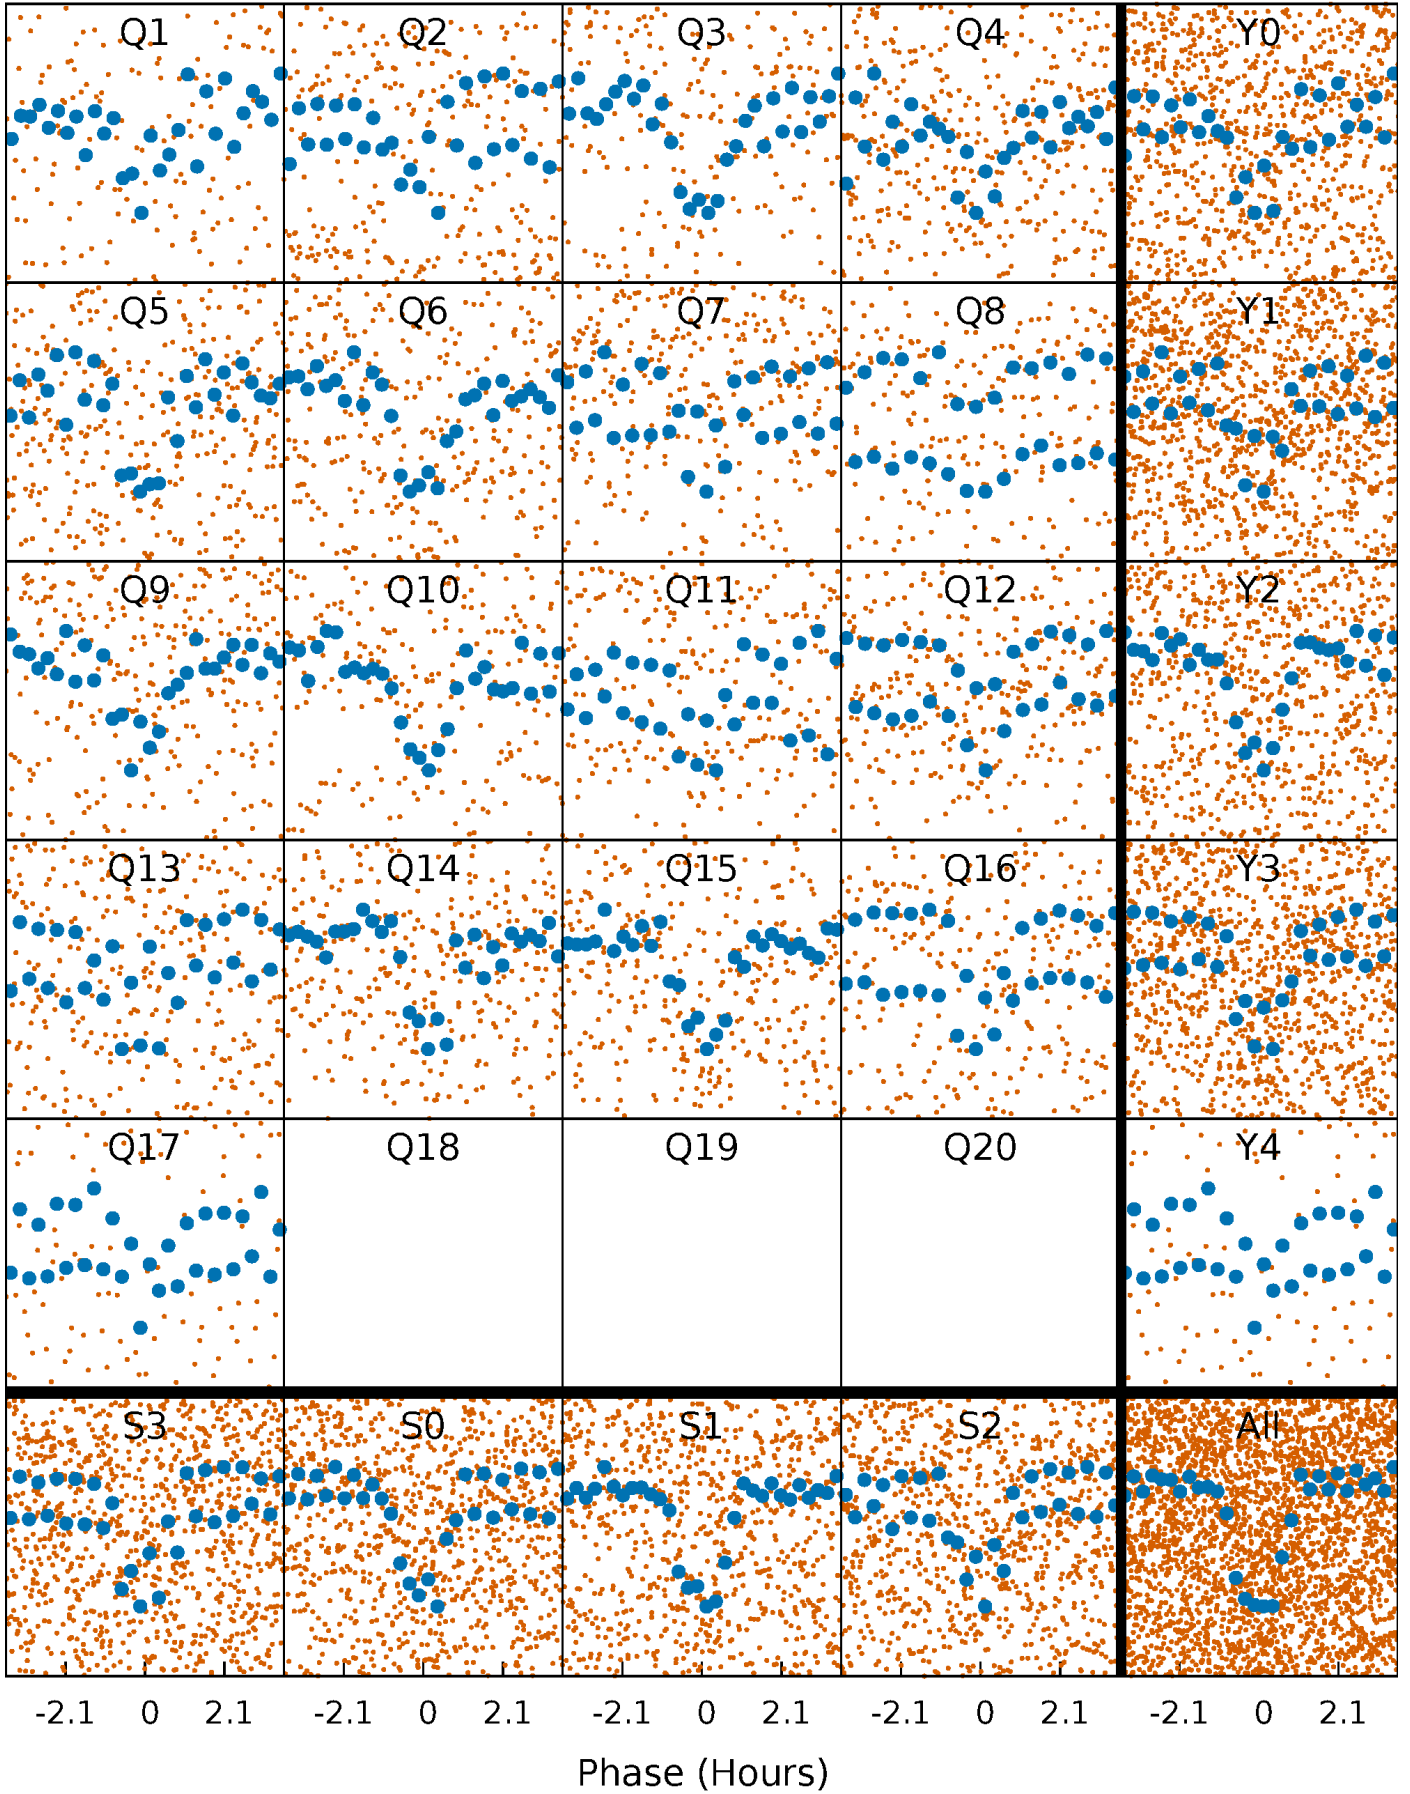 Q1 Q2 Q3 Q4 Y0
Q5 Q6 Q7 Q8 Y1
Q9 Q10 Q11 Q12 Y2
Q13 Q14 Q15 Q16 Y3
Q17 Q18 Q19 Q20 Y4
S3 S0 S1 S2 All
-2.1 0 2.1 -2.1 0 2.1 -2.1 0 2.1 -2.1 0 2.1 -2.1 0 2.1
Phase (Hours)